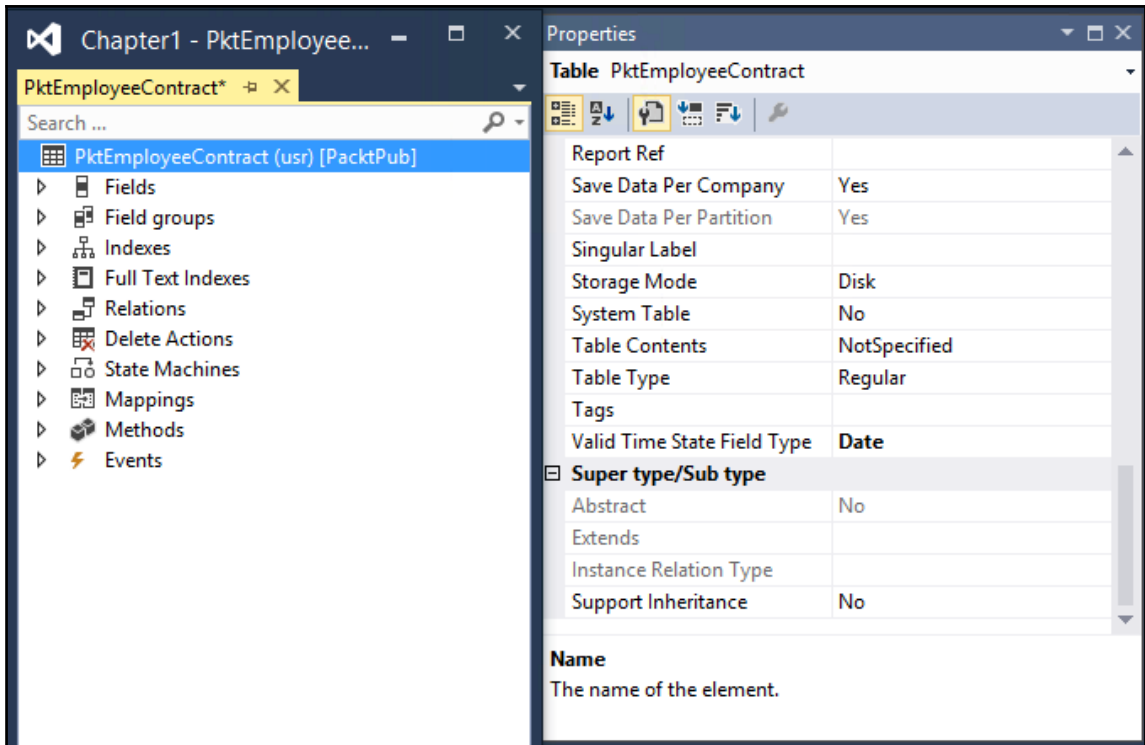 Chapter1 - PktEmployee...
PktEmployeeContract*
Search ...
PktEmployeeContract (usr) [PacktPub]
Fields
Field groups
Indexes
Full Text Indexes
Relations
Delete Actions
State Machines
Mappings
Methods
Events
Properties
Table PktEmployeeContract
Report Ref
Save Data Per Company Yes
Save Data Per Partition Yes
Singular Label
Storage Mode Disk
System Table No
Table Contents NotSpecified
Table Type Regular
Tags
Valid Time State Field Type Date
Super type/Sub type
Abstract No
Extends
Instance Relation Type
Support Inheritance No
Name
The name of the element.